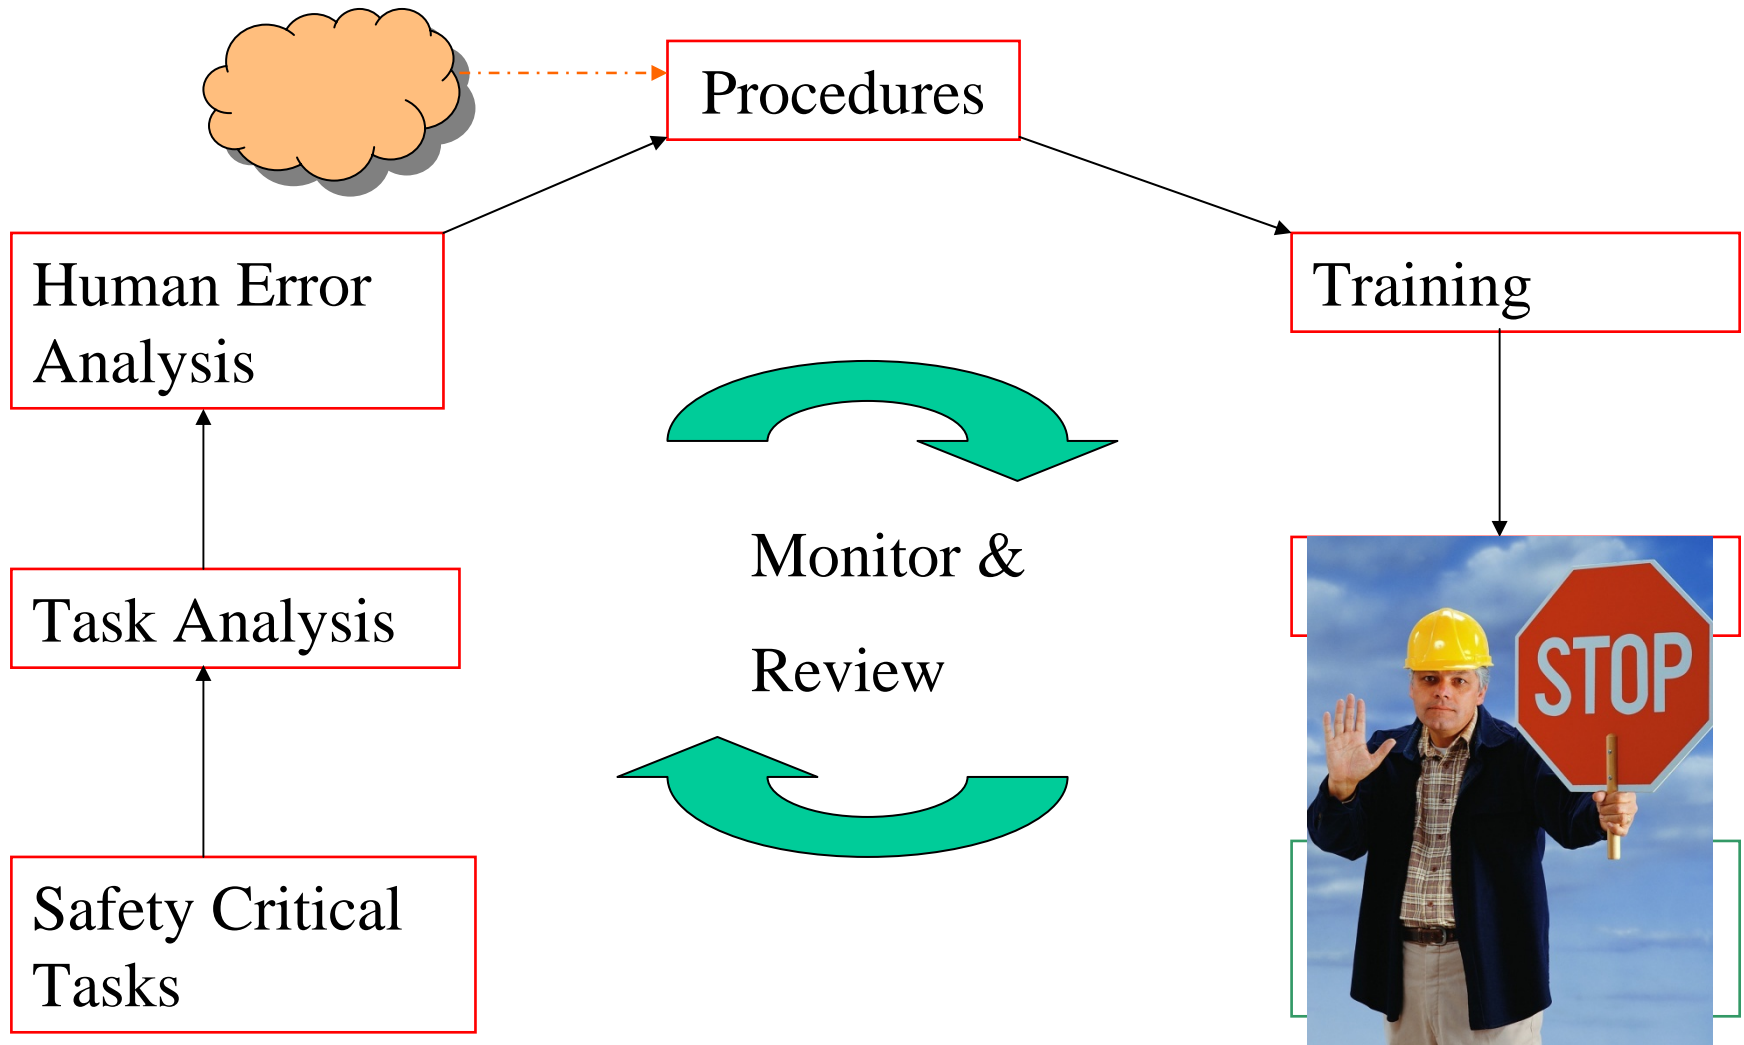 Procedures
Human Error
Analysis
Training
Monitor &
Task Analysis
Review
STOP
Safety Critical
Tasks